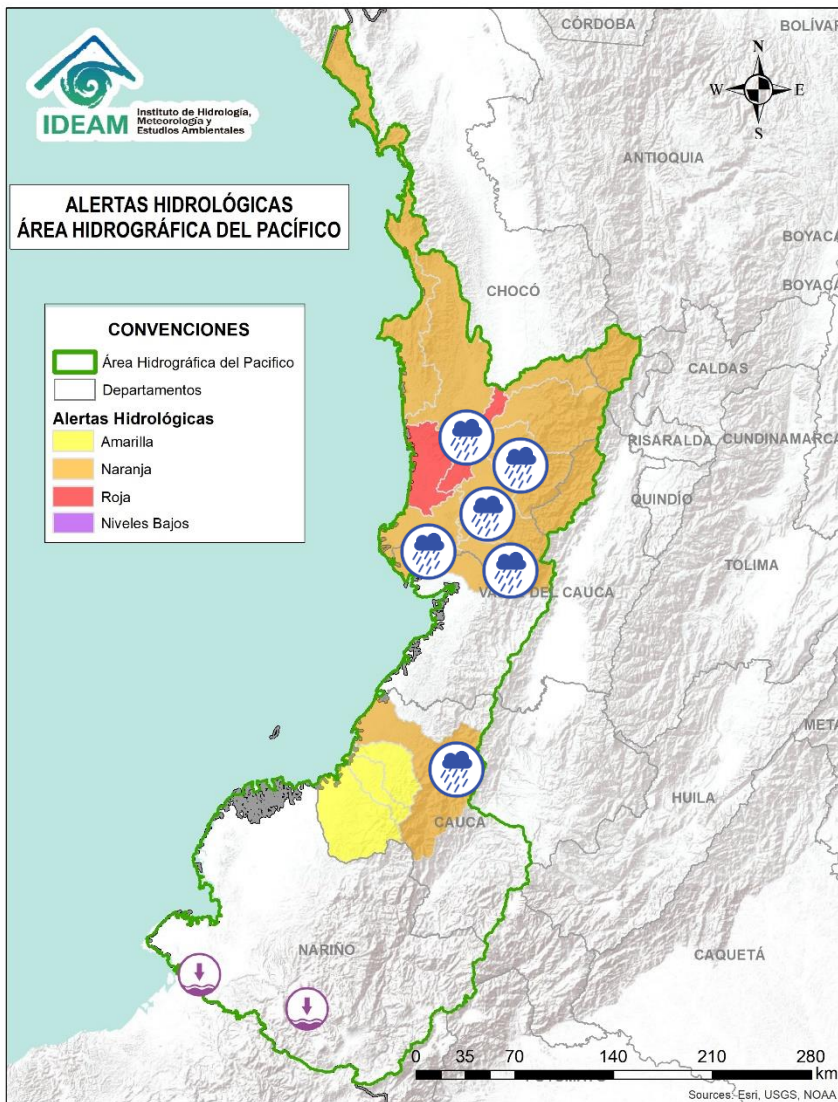 IDEAM
Instituto de Hidrología,
Meteorología y
Estudios Ambientales
ALERTAS HIDROLÓGICAS
ÁREA HIDROGRÁFICA DEL PACÍFICO
CONVENCIONES
Área Hidrográfica del Pacifico
Departamentos
Alertas Hidrológicas
Amarilla
Naranja
Roja
Niveles Bajos
N
W
E
S
CÓRDOBA
BOLÍVAR
ANTIOQUIA
BOYACÁ
BOYACÁ
CHOCÓ
CALDAS
RISARALDA
CUNDINAMARCA
QUINDÍO
TOLIMA
DEL CAUCA
META
HUILA
CAUCA
CAQUETÁ
NARIÑO
0 35 70 140 210 280
km
Sources: Esri, USGS, NOAA